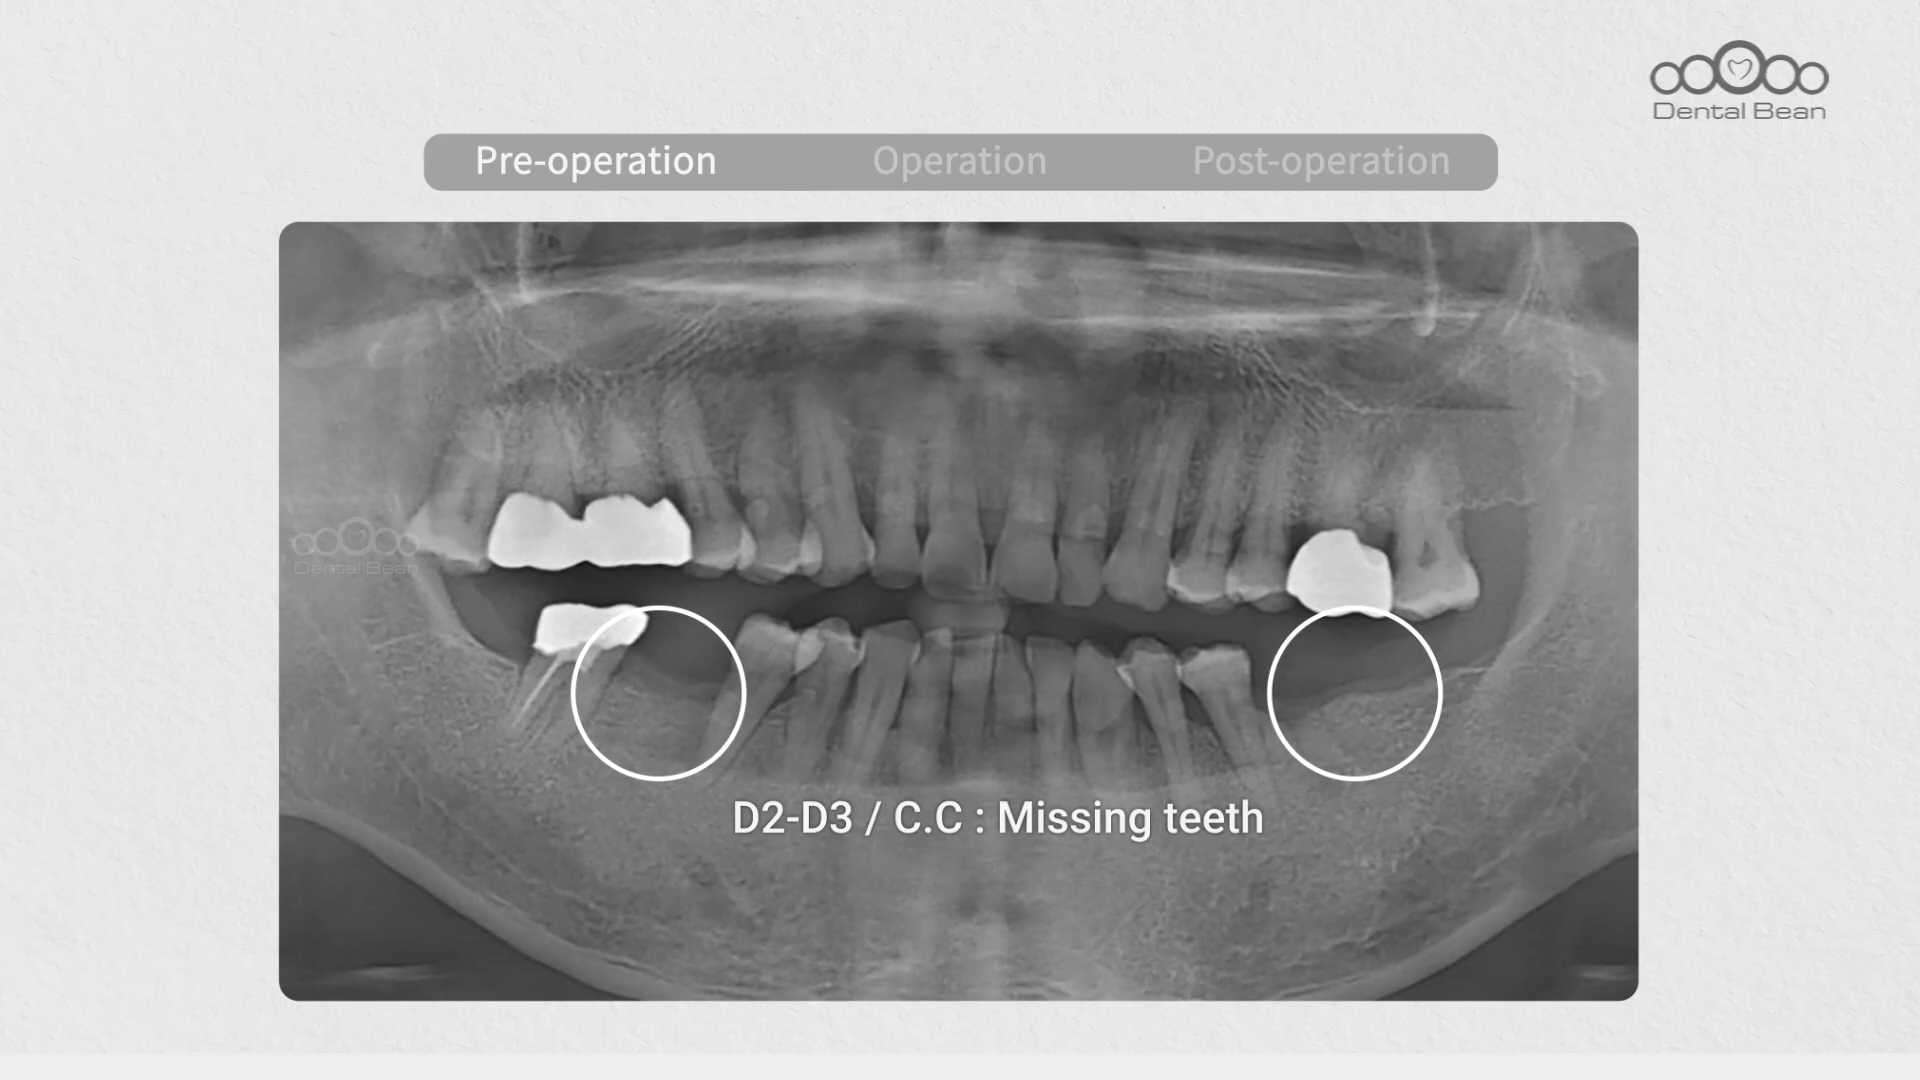 Dental Bean
Pre-operation Operation Post-operation
Dental Bean
D2-D3 / C.C : Missing teeth